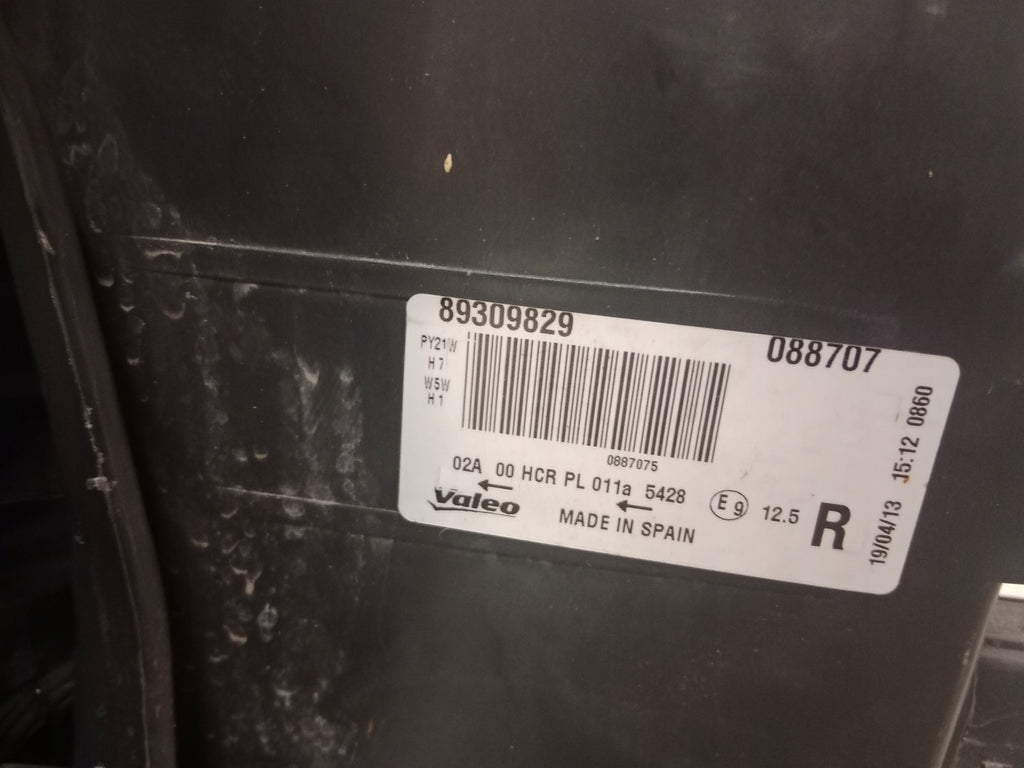 89309829
088707
PY21W
H7
W5W
H1
0887075
02A 00 HCR PL 011a 5428
Valeo
MADE IN SPAIN
E9
12.5
R
19/04/13 15:12 0860